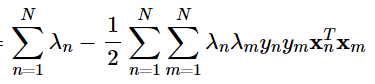 = \sum_{n=1}^{N} \lambda_n - \frac{1}{2} \sum_{n=1}^{N} \sum_{m=1}^{N} \lambda_n \lambda_m y_n y_m \mathbf{x}_n^T \mathbf{x}_m